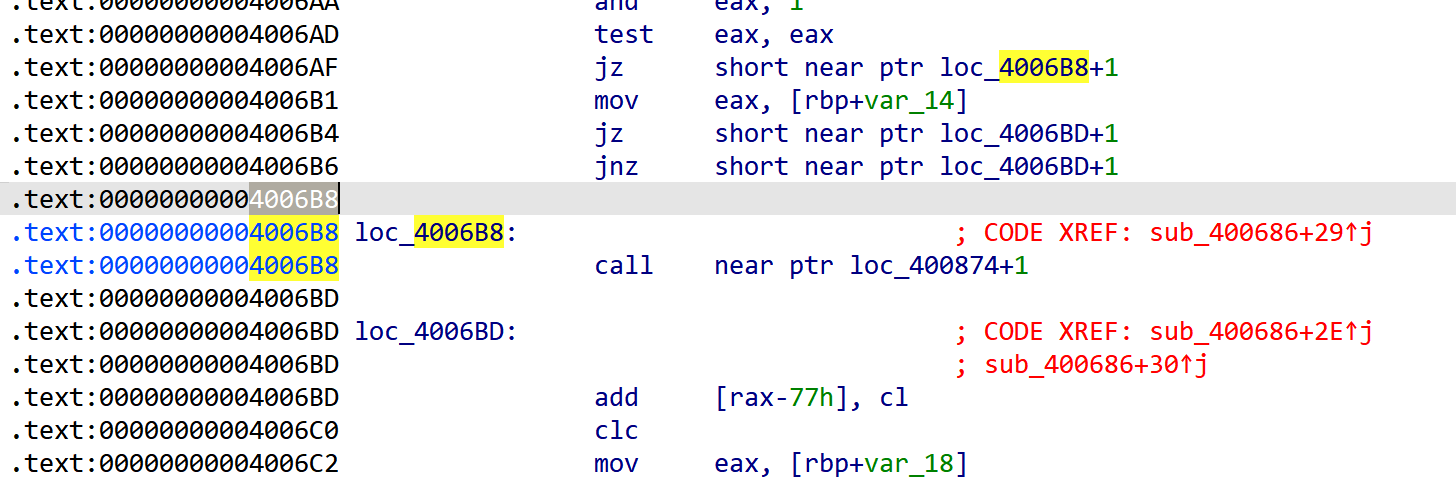 .text:00000000004006AA and eax, 1
.text:00000000004006AD test eax, eax
.text:00000000004006AF jz short near ptr loc_4006B8+1
.text:00000000004006B1 mov eax, [rbp+var_14]
.text:00000000004006B4 jz short near ptr loc_4006BD+1
.text:00000000004006B6 jnz short near ptr loc_4006BD+1
.text:00000000004006B8
.text:00000000004006B8 loc_4006B8: ; CODE XREF: sub_400686+29↑j
.text:00000000004006B8 call near ptr loc_400874+1
.text:00000000004006BD
.text:00000000004006BD loc_4006BD: ; CODE XREF: sub_400686+2E↑j
.text:00000000004006BD ; sub_400686+30↑j
.text:00000000004006BD add [rax-77h], cl
.text:00000000004006C0 clc
.text:00000000004006C2 mov eax, [rbp+var_18]